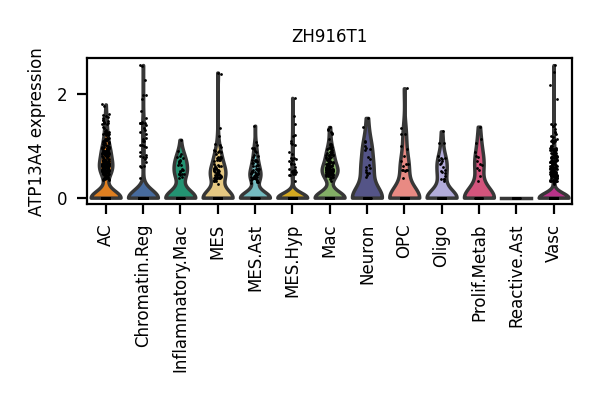 ZH916T1
ATP13A4 expression
2
0
AC
Chromatin.Reg
Inflammatory.Mac
MES
MES.Ast
MES.Hyp
Mac
Neuron
OPC
Oligo
Prolif.Metab
Reactive.Ast
Vasc